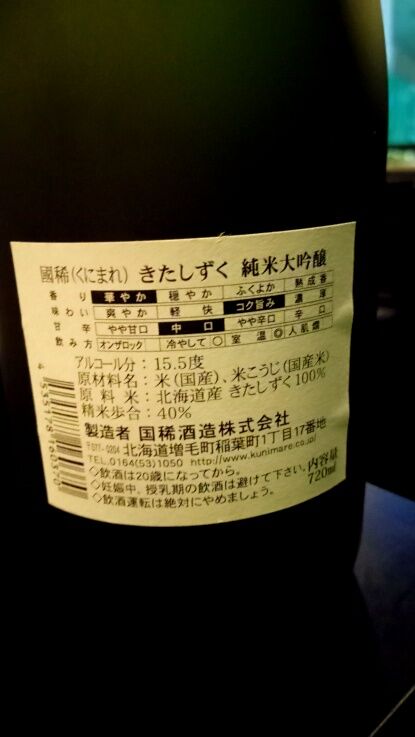 國稀(くにまれ) きたしずく 純米大吟醸
香り 華やか 穏やか ふくよか 熟成香
味わい 爽やか 軽快 コク旨み 濃淳
甘辛 やや甘口 中口 やや辛口 辛口
飲み方 オンザロック 冷やして○ 室温◎ 人肌燗
アルコール分：15.5度
原材料名：米(国産)、米こうじ(国産米)
原料米：北海道産 きたしずく100%
精米歩合：40%
製造者 国稀酒造株式会社
〒077-0204 北海道増毛町稲葉町1丁目17番地
TEL.0164(53)1050 http://www.kunimare.co.jp/
◇飲酒は20歳になってから。
◇妊娠中、授乳期の飲酒は避けて下さい。
◇飲酒運転は絶対にやめましょう。
内容量
720ml